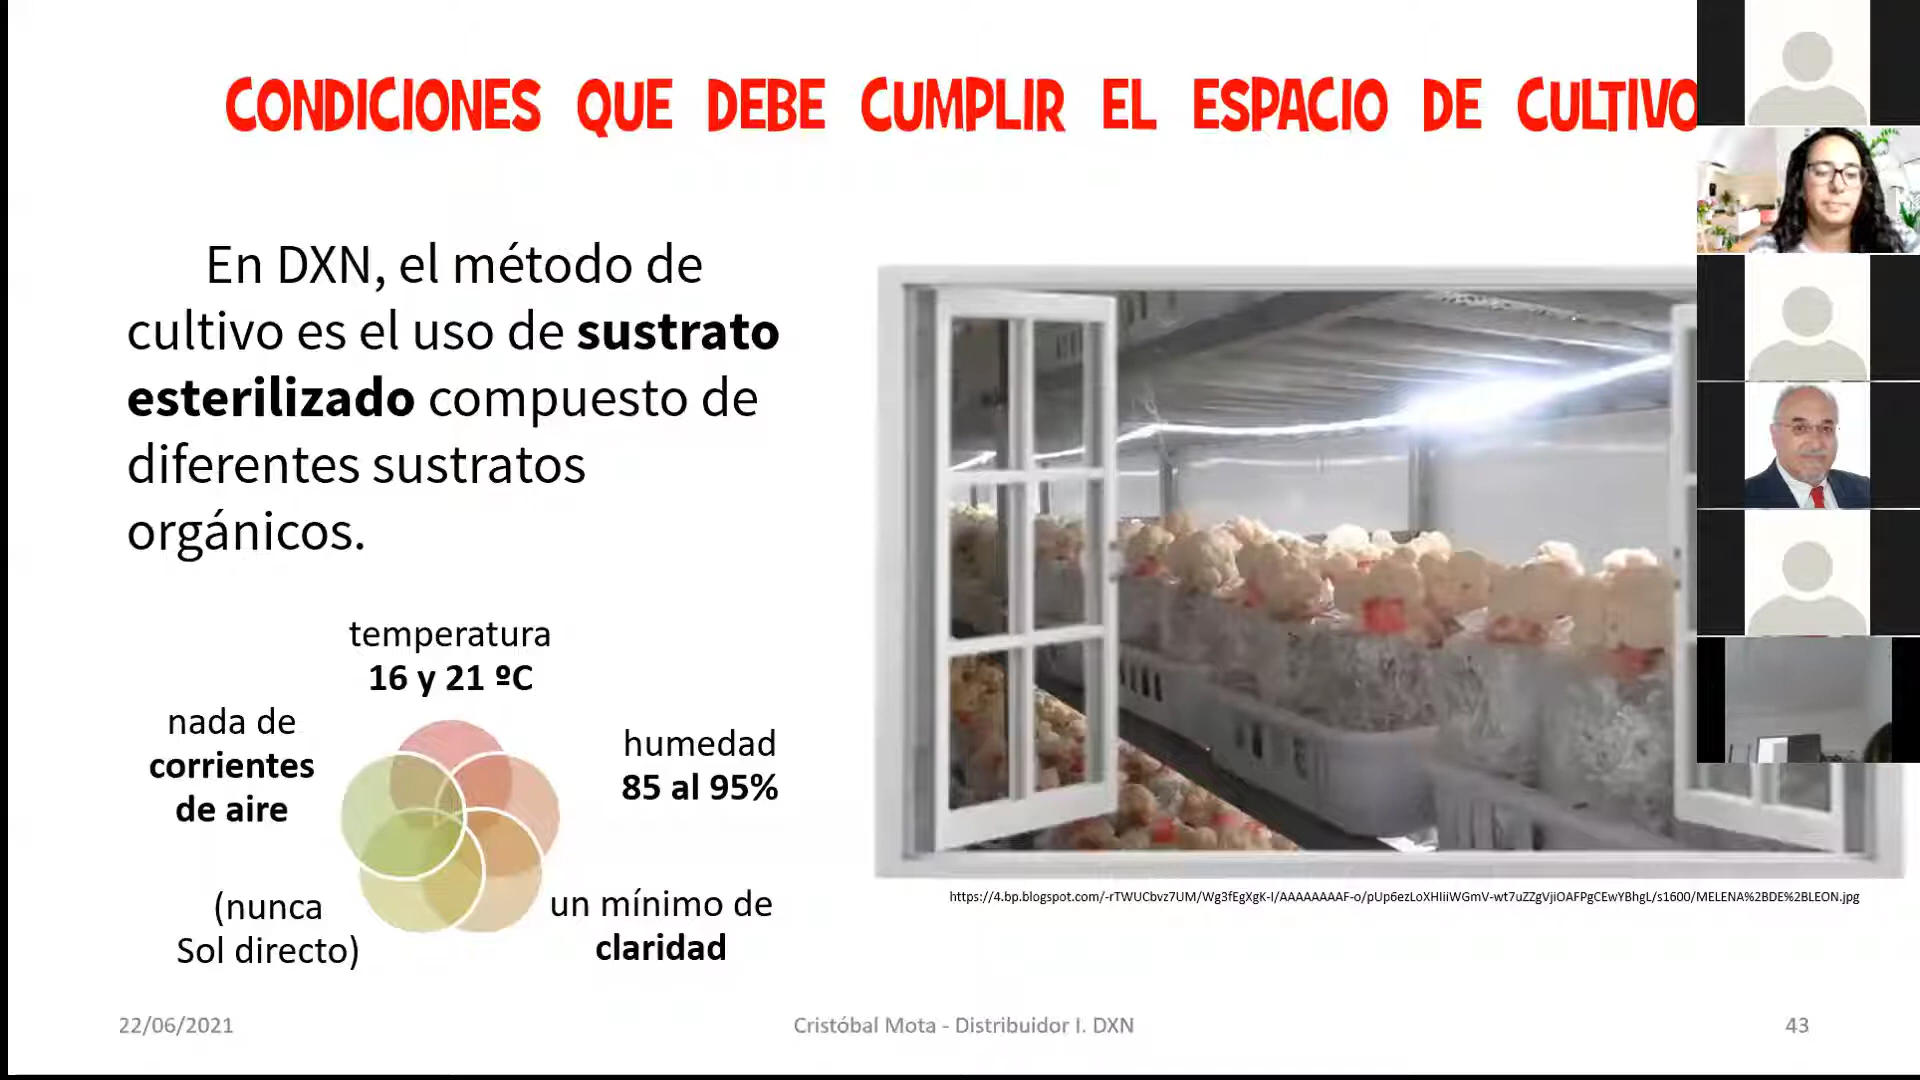 CONDICIONES QUE DEBE CUMPLIR EL ESPACIO DE CULTIVO
En DXN, el método de
cultivo es el uso de sustrato
esterilizado compuesto de
diferentes sustratos
orgánicos.
temperatura
16 y 21 ºC
humedad
85 al 95%
un mínimo de
claridad
(nunca
Sol directo)
nada de
corrientes
de aire
https://4.bp.blogspot.com/-rTWUCbvz7UM/Wg3fEgXgK-I/AAAAAAAAF-o/pUp6ezLoXHIiiWGmV-wt7uZZgVjiOAFPgCEwYBhgL/s1600/MELENA%2BDE%2BLEON.jpg
22/06/2021
Cristóbal Mota - Distribuidor I. DXN
43